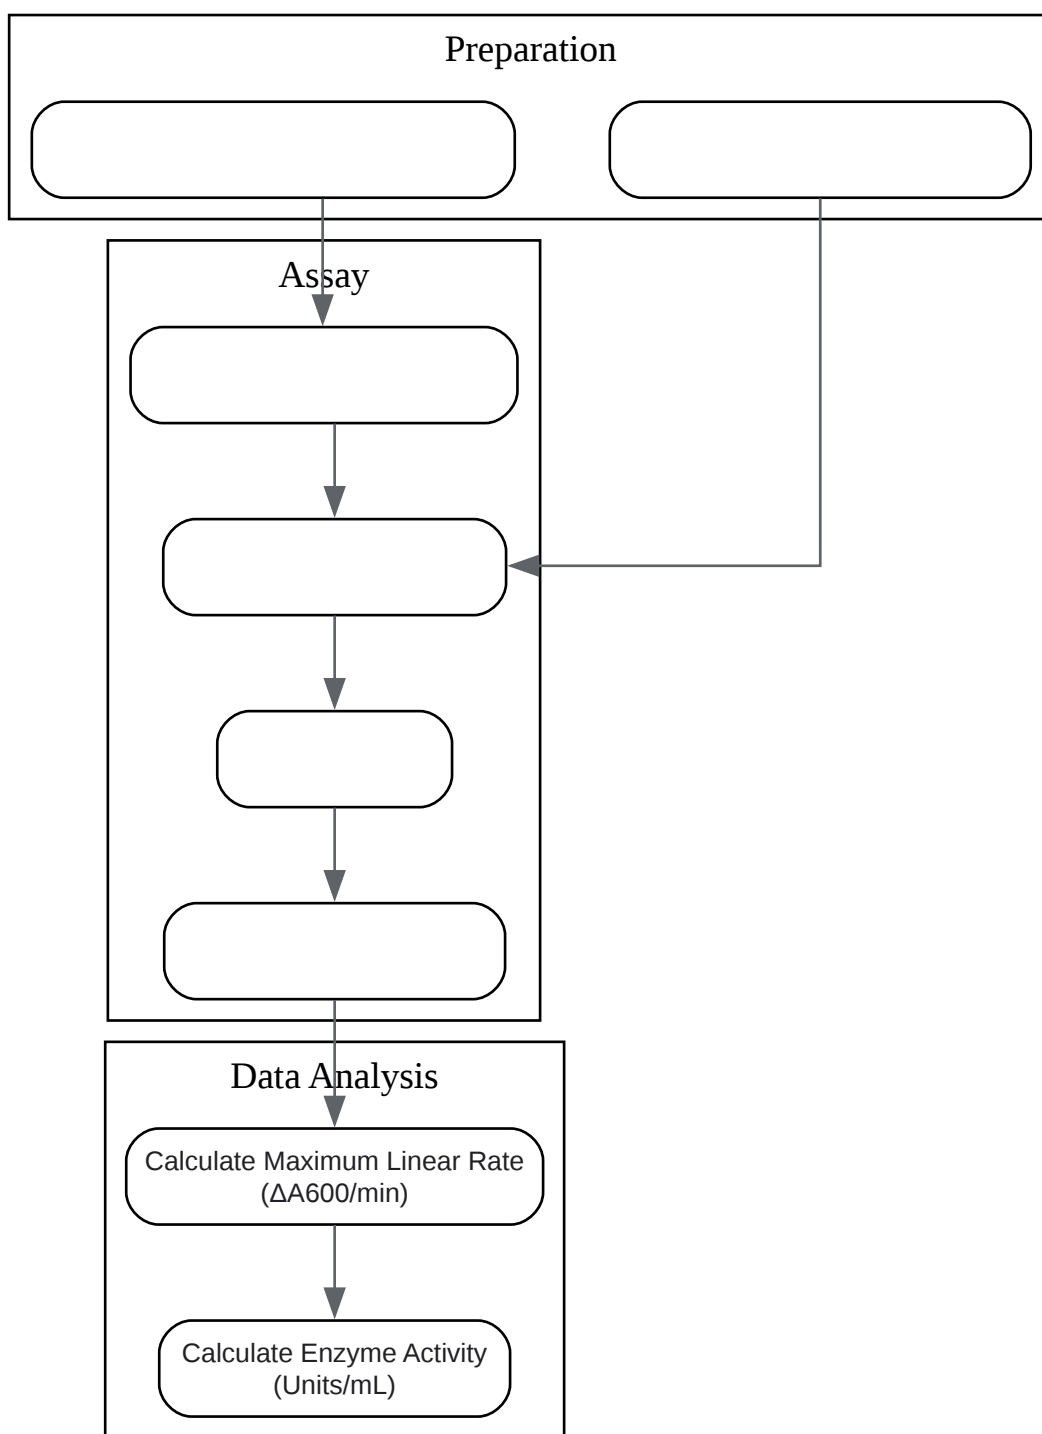 Preparation
Assay
Data Analysis
Calculate Maximum Linear Rate
(ΔA600/min)
Calculate Enzyme Activity
(Units/mL)